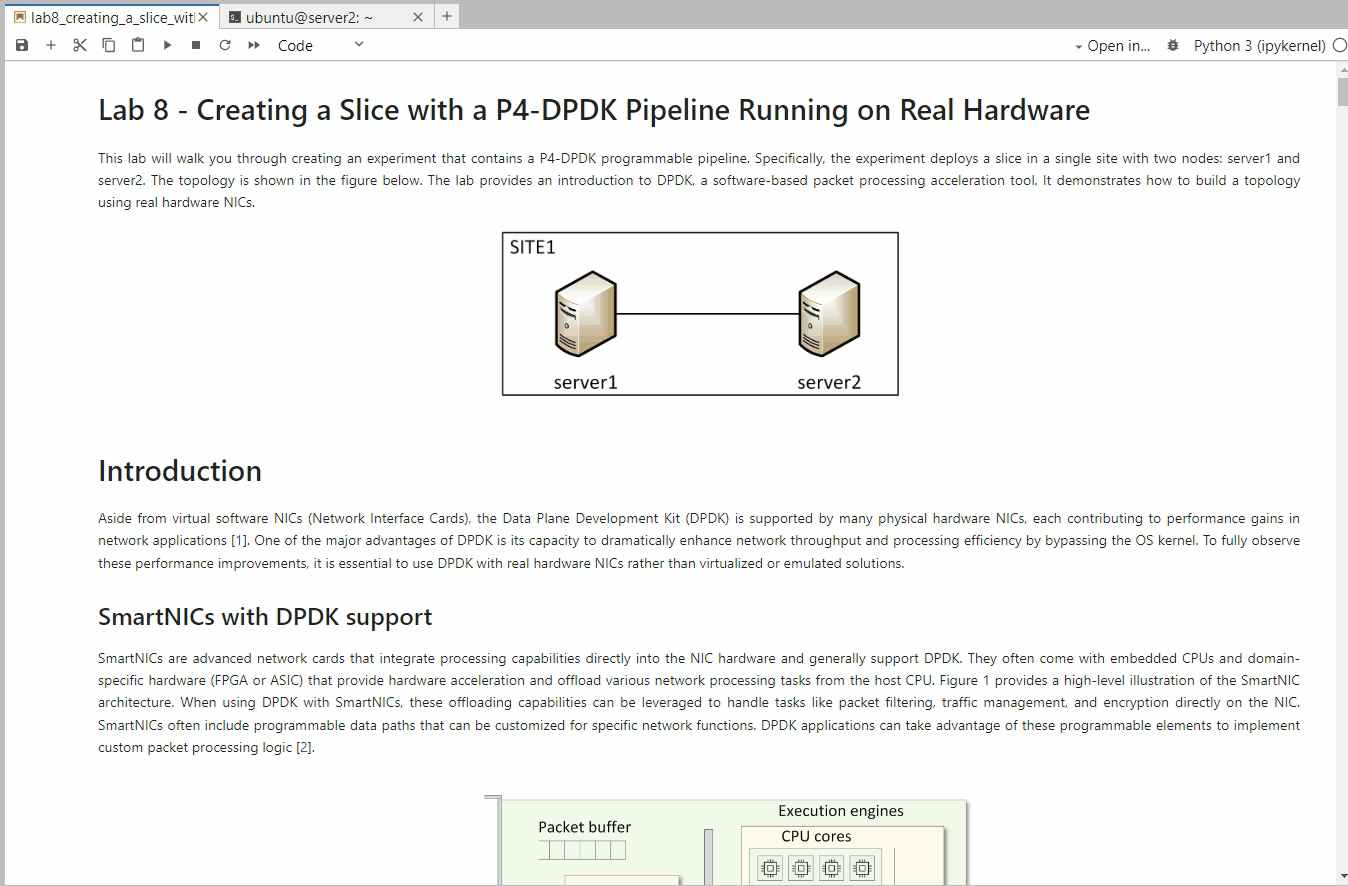 lab8_creating_a_slice_wit
ubuntu@server2: ~
Code
Open in...
Python 3 (ipykernel)
Lab 8 - Creating a Slice with a P4-DPDK Pipeline Running on Real Hardware
This lab will walk you through creating an experiment that contains a P4-DPDK programmable pipeline. Specifically, the experiment deploys a slice in a single site with two nodes: server1 and
server2. The topology is shown in the figure below. The lab provides an introduction to DPDK, a software-based packet processing acceleration tool. It demonstrates how to build a topology
using real hardware NICs.
SITE1
server1 server2
Introduction
Aside from virtual software NICs (Network Interface Cards), the Data Plane Development Kit (DPDK) is supported by many physical hardware NICs, each contributing to performance gains in
network applications [1]. One of the major advantages of DPDK is its capacity to dramatically enhance network throughput and processing efficiency by bypassing the OS kernel. To fully observe
these performance improvements, it is essential to use DPDK with real hardware NICs rather than virtualized or emulated solutions.
SmartNICs with DPDK support
SmartNICs are advanced network cards that integrate processing capabilities directly into the NIC hardware and generally support DPDK. They often come with embedded CPUs and domain-
specific hardware (FPGA or ASIC) that provide hardware acceleration and offload various network processing tasks from the host CPU. Figure 1 provides a high-level illustration of the SmartNIC
architecture. When using DPDK with SmartNICs, these offloading capabilities can be leveraged to handle tasks like packet filtering, traffic management, and encryption directly on the NIC.
SmartNICs often include programmable data paths that can be customized for specific network functions. DPDK applications can take advantage of these programmable elements to implement
custom packet processing logic [2].
Execution engines
Packet buffer
CPU cores